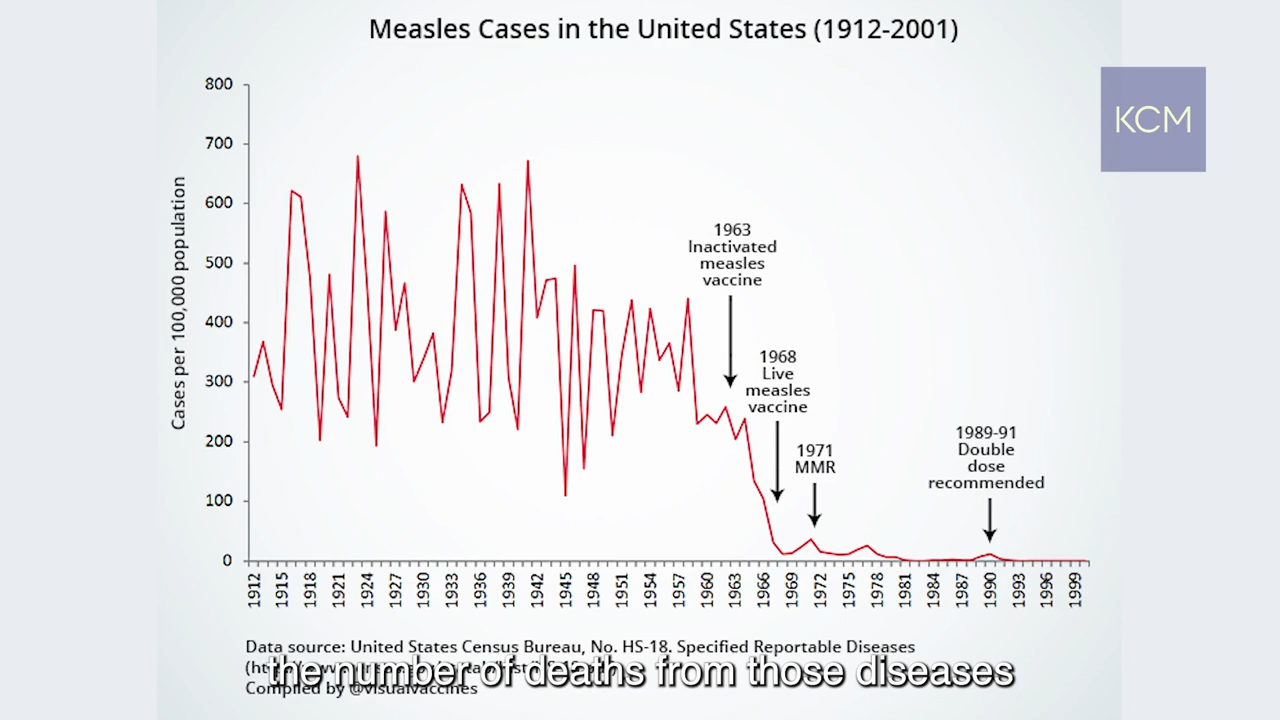 Measles Cases in the United States (1912-2001)
KCM
Cases per 100,000 population
800
700
600
500
400
300
200
100
0
1963
Inactivated
measles
vaccine
1968
Live
measles
vaccine
1971
MMR
1989-91
Double
dose
recommended
1912 1915 1918 1921 1924 1927 1930 1933 1936 1939 1942 1945 1948 1951 1954 1957 1960 1963 1966 1969 1972 1975 1978 1981 1984 1987 1990 1993 1996 1999
Data source: United States Census Bureau, No. HS-18. Specified Reportable Diseases
the number of deaths from those diseases
Compiled by @visualvaccines